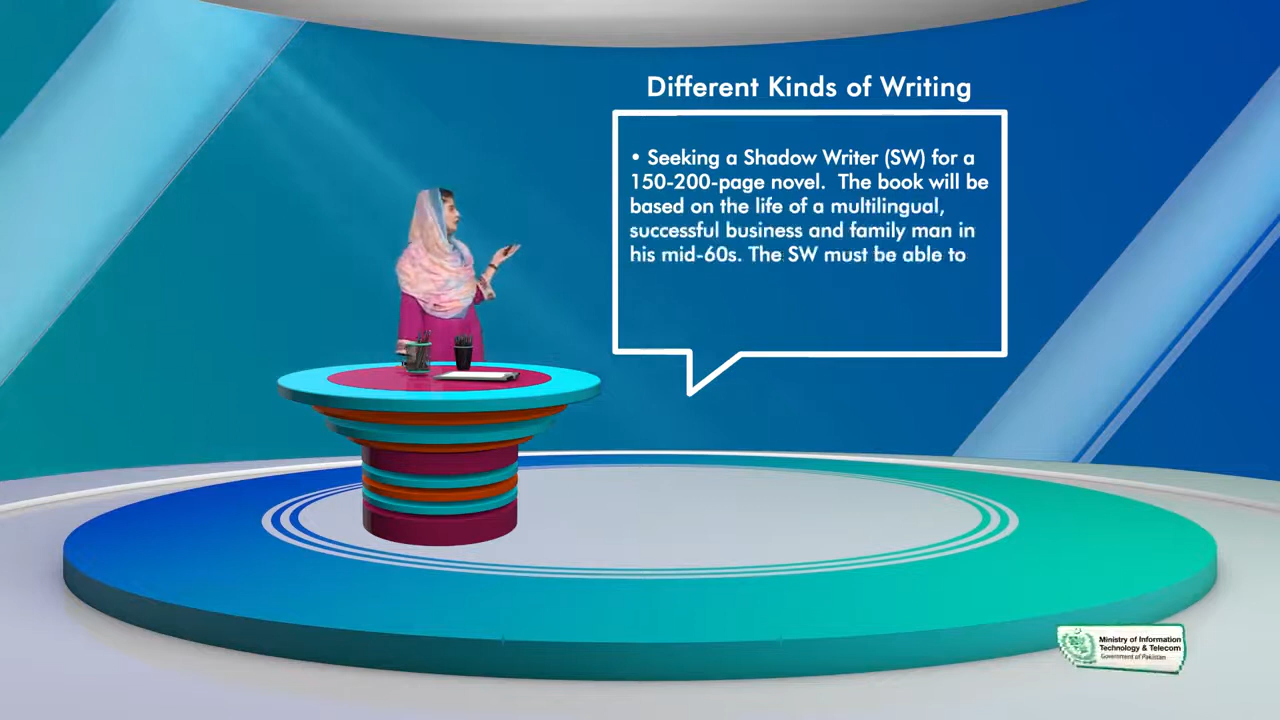 Different Kinds of Writing
• Seeking a Shadow Writer (SW) for a
150-200-page novel.  The book will be
based on the life of a multilingual,
successful business and family man in
his mid-60s. The SW must be able to
Ministry of Information
Technology & Telecom
Government of Pakistan